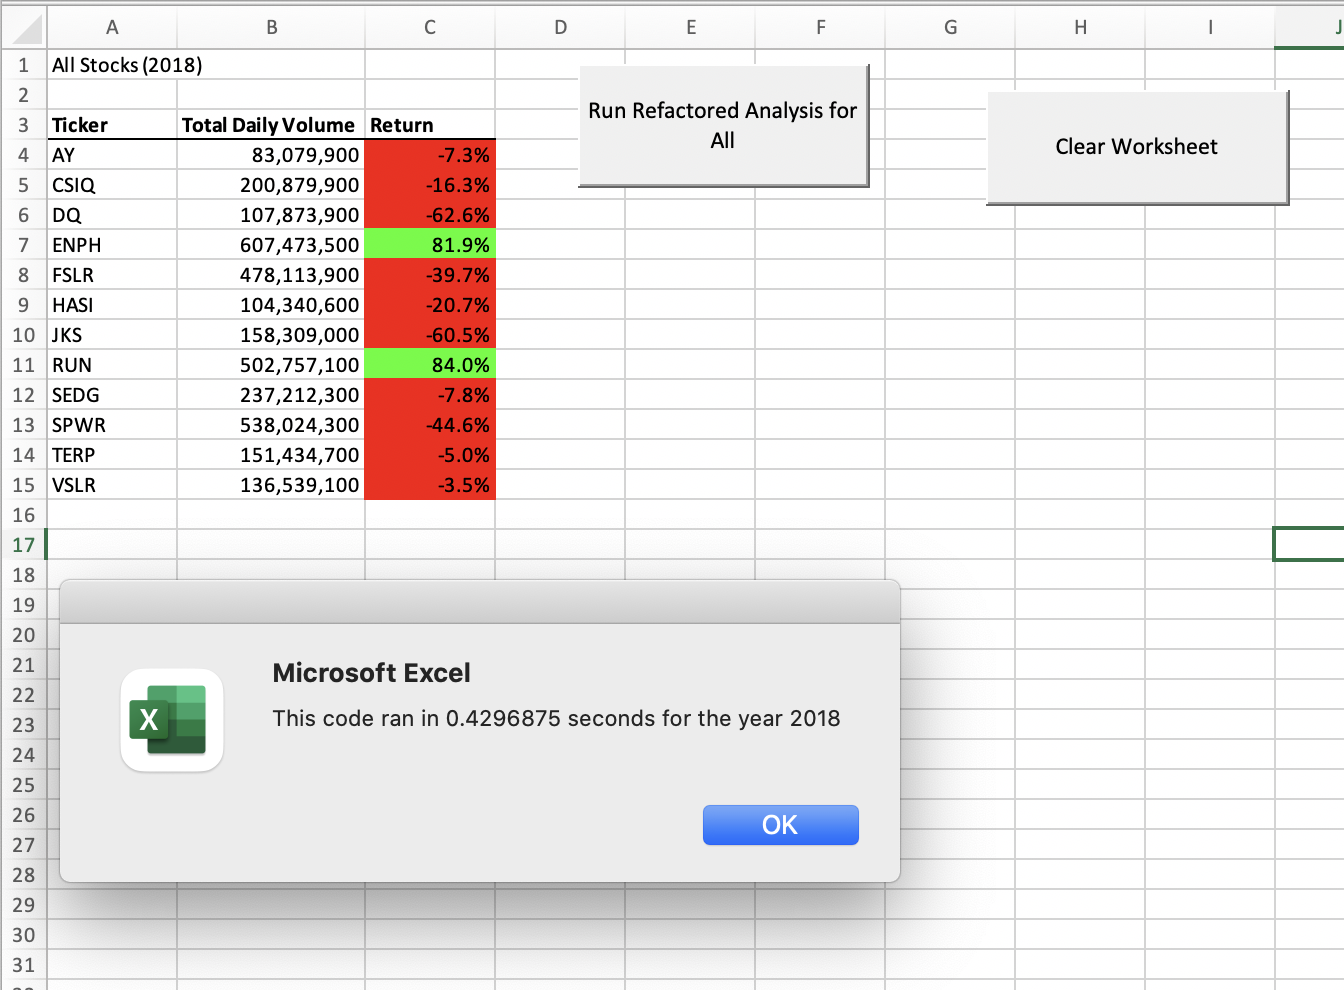 A B C D E F G H I J
1 All Stocks (2018)
2
3 Ticker Total Daily Volume Return
4 AY 83,079,900 -7.3%
5 CSIQ 200,879,900 -16.3%
6 DQ 107,873,900 -62.6%
7 ENPH 607,473,500 81.9%
8 FSLR 478,113,900 -39.7%
9 HASI 104,340,600 -20.7%
10 JKS 158,309,000 -60.5%
11 RUN 502,757,100 84.0%
12 SEDG 237,212,300 -7.8%
13 SPWR 538,024,300 -44.6%
14 TERP 151,434,700 -5.0%
15 VSLR 136,539,100 -3.5%
Run Refactored Analysis for
All
Clear Worksheet
16
17
18
19
20
21
22
23
24
25
26
27
28
29
30
31
Microsoft Excel
X
This code ran in 0.4296875 seconds for the year 2018
OK